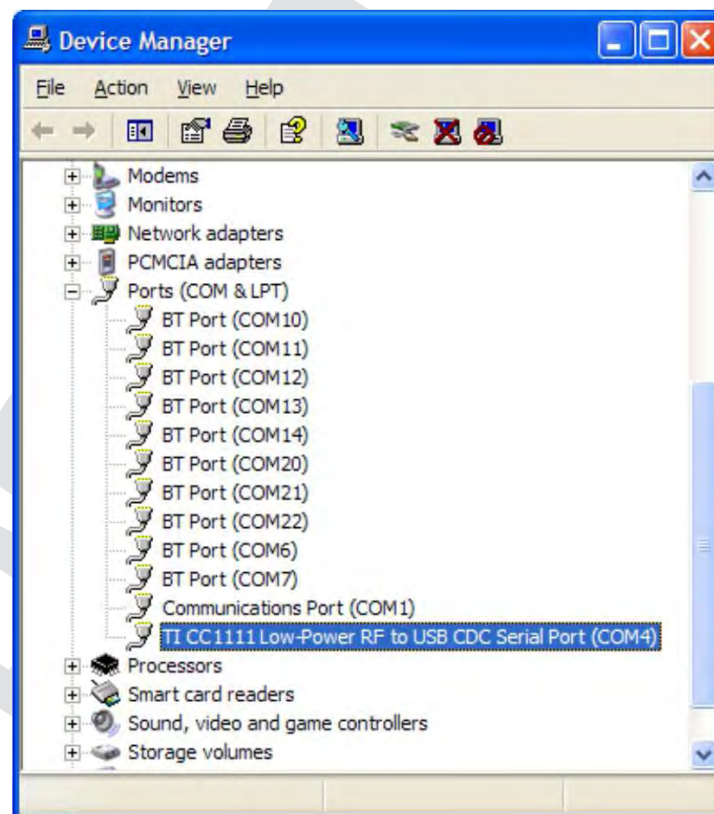 Device Manager
File Action View Help
Modems
Monitors
Network adapters
PCMCIA adapters
Ports (COM & LPT)
BT Port (COM10)
BT Port (COM11)
BT Port (COM12)
BT Port (COM13)
BT Port (COM14)
BT Port (COM20)
BT Port (COM21)
BT Port (COM22)
BT Port (COM6)
BT Port (COM7)
Communications Port (COM1)
TI CC1111 Low-Power RF to USB CDC Serial Port (COM4)
Processors
Smart card readers
Sound, video and game controllers
Storage volumes